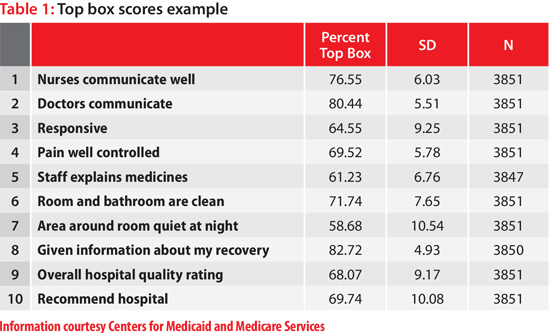 Table 1: Top box scores example
Percent Top Box SD N
1 Nurses communicate well 76.55 6.03 3851
2 Doctors communicate 80.44 5.51 3851
3 Responsive 64.55 9.25 3851
4 Pain well controlled 69.52 5.78 3851
5 Staff explains medicines 61.23 6.76 3847
6 Room and bathroom are clean 71.74 7.65 3851
7 Area around room quiet at night 58.68 10.54 3851
8 Given information about my recovery 82.72 4.93 3850
9 Overall hospital quality rating 68.07 9.17 3851
10 Recommend hospital 69.74 10.08 3851
Information courtesy Centers for Medicaid and Medicare Services